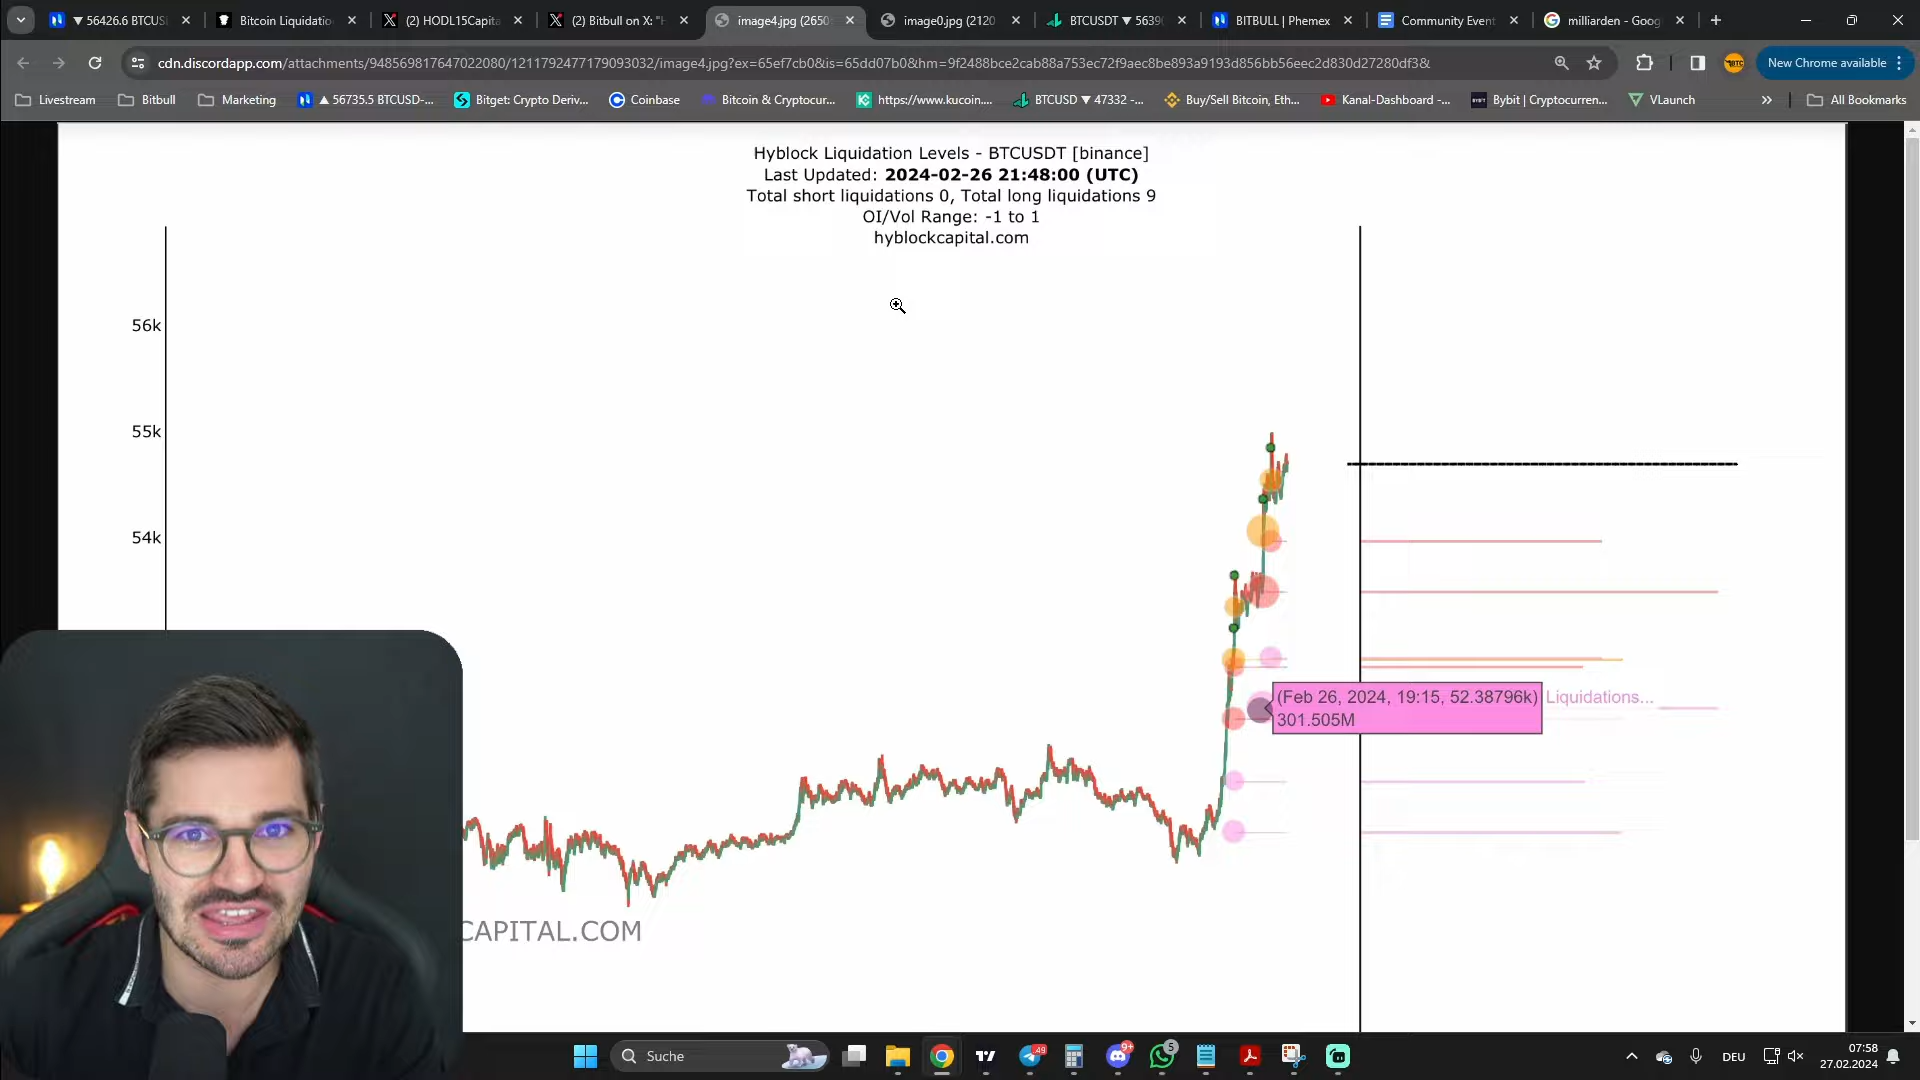 ▼ 56426.6 BTCUS
Bitcoin Liquidatio
(2) HODL15Capita
(2) Bitbull on X: "H
image4.jpg (2650
image0.jpg (2120
BTCUSDT ▼ 5639
BITBULL | Phemex
Community Event
milliarden - Goog
cdn.discordapp.com/attachments/948569817647022080/1211792477179093032/image4.jpg?ex=65ef7cb0&is=65dd07b0&hm=9f2488bce2cab88a753ec72f9aec8be893a9193d856bb56eec2d830d27280df3&
New Chrome available
Livestream
Bitbull
Marketing
▲ 56735.5 BTCUSD-...
Bitget: Crypto Deriv...
Coinbase
Bitcoin & Cryptocur...
https://www.kucoin....
BTCUSD ▼ 47332 -...
Buy/Sell Bitcoin, Eth...
Kanal-Dashboard -...
Bybit | Cryptocurren...
VLaunch
All Bookmarks
Hyblock Liquidation Levels - BTCUSDT [binance]
Last Updated: 2024-02-26 21:48:00 (UTC)
Total short liquidations 0, Total long liquidations 9
OI/Vol Range: -1 to 1
hyblockcapital.com
56k
55k
54k
(Feb 26, 2024, 19:15, 52.38796k) Liquidations...
301.505M
CAPITAL.COM
Suche
49
9+
5
DEU
07:58
27.02.2024